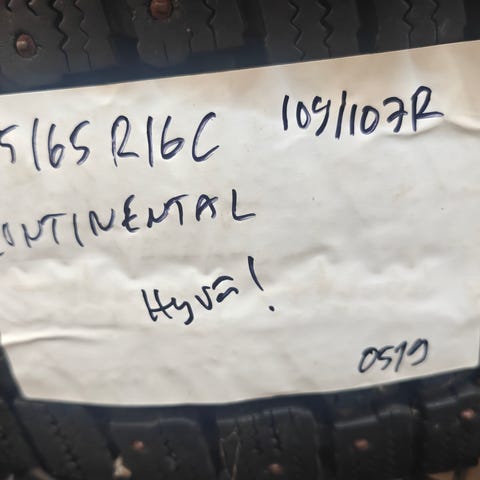 5/65 R16C 109/107R
ONTINENTAL
Hyvä!
0519